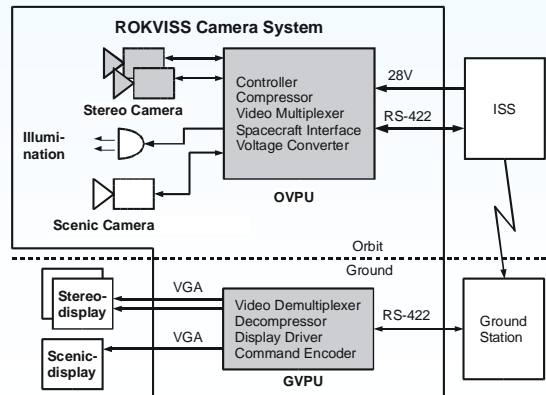 ROKVISS Camera System
Stereo Camera
Illumi-
nation
Scenic Camera
Controller
Compressor
Video Multiplexer
Spacecraft Interface
Voltage Converter
OVPU
28V
RS-422
ISS
Orbit
Ground
Stereo-
display
Scenic-
display
VGA
VGA
Video Demultiplexer
Decompressor
Display Driver
Command Encoder
GVPU
RS-422
Ground
Station